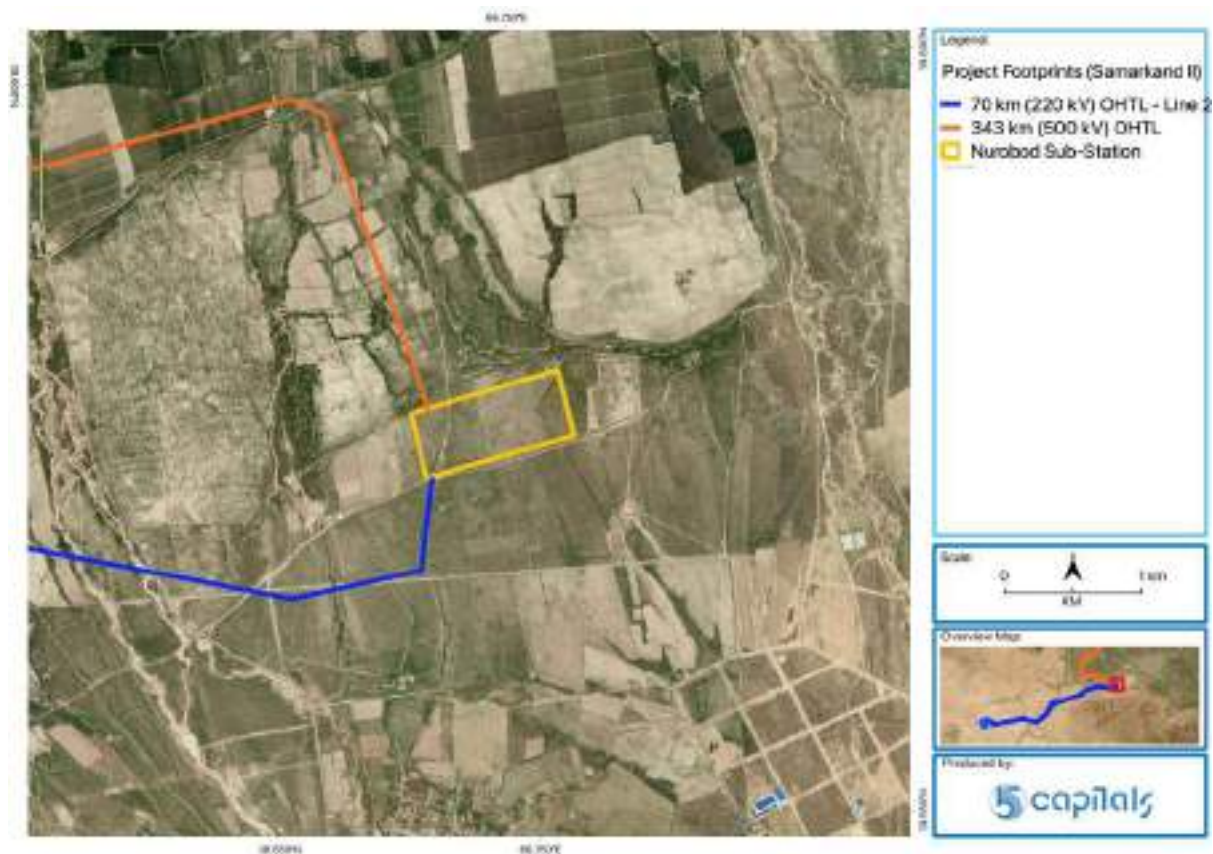 Legend
Project Footprints (Samarkand II)
70 km (220 kV) OHTL - Line 2
343 km (500 kV) OHTL
Nurobod Sub-Station
Scale
0
1 km
KM
Overview Map:
Produced by:
5 capitals